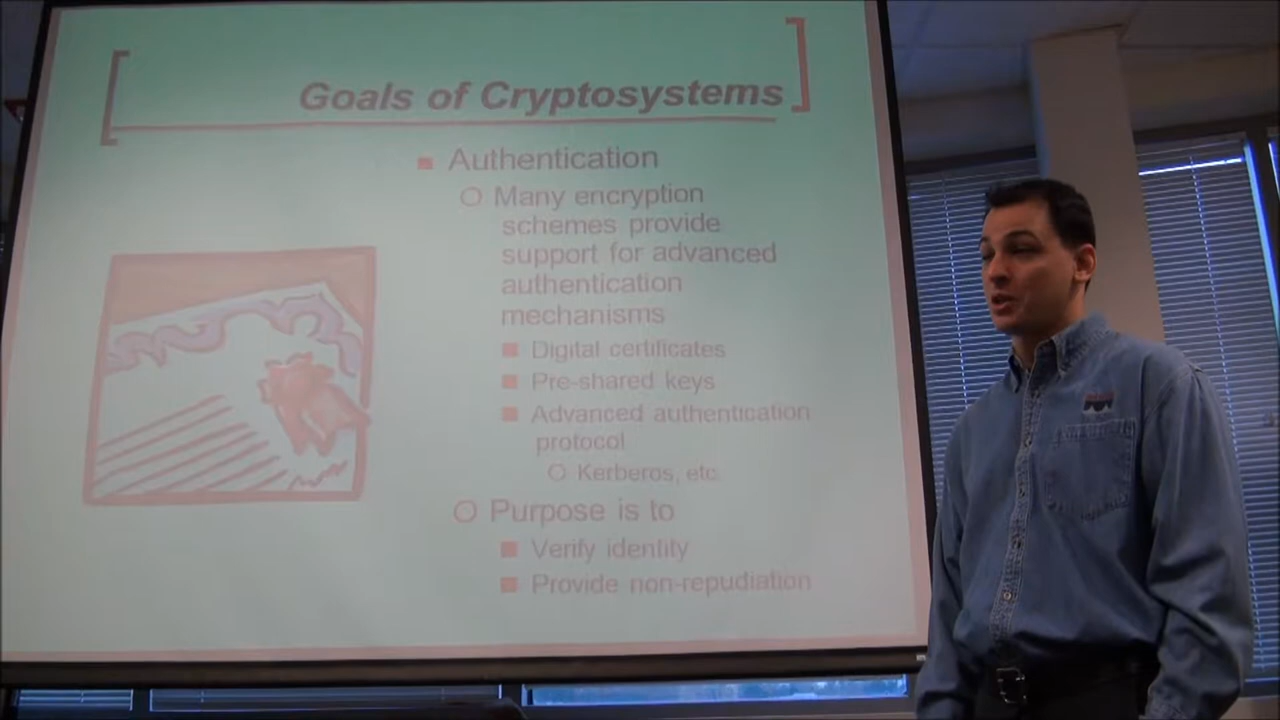 Goals of Cryptosystems
Authentication
Many encryption
schemes provide
support for advanced
authentication
mechanisms
Digital certificates
Pre-shared keys
Advanced authentication
protocol
Kerberos, etc
Purpose is to
Verify identity
Provide non-repudiation